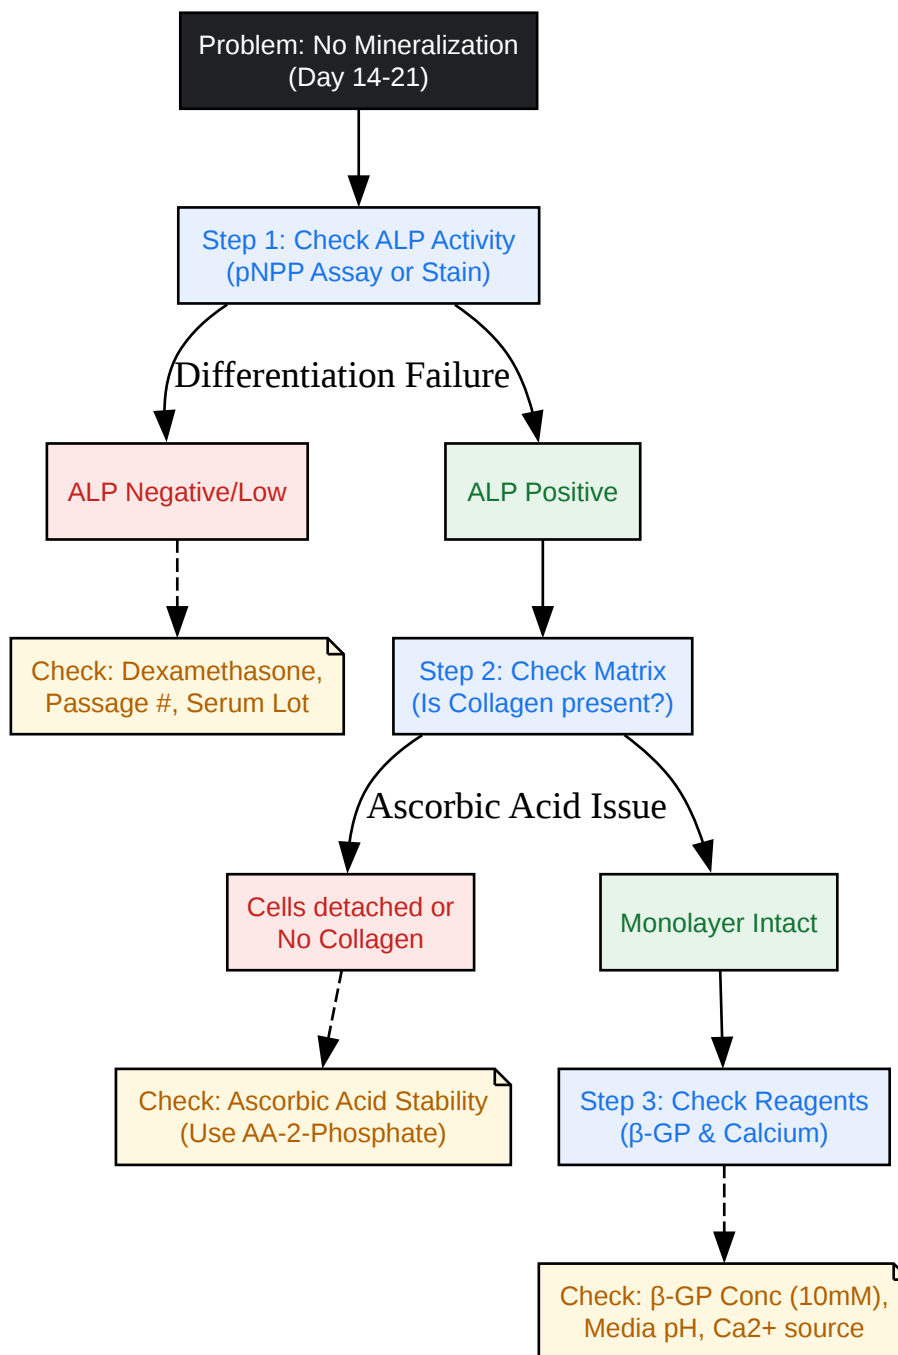 Problem: No Mineralization
(Day 14-21)
Step 1: Check ALP Activity
(pNPP Assay or Stain)
Differentiation Failure
ALP Negative/Low
ALP Positive
Check: Dexamethasone,
Passage #, Serum Lot
Step 2: Check Matrix
(Is Collagen present?)
Ascorbic Acid Issue
Cells detached or
No Collagen
Monolayer Intact
Check: Ascorbic Acid Stability
(Use AA-2-Phosphate)
Step 3: Check Reagents
(β-GP & Calcium)
Check: β-GP Conc (10mM),
Media pH, Ca2+ source